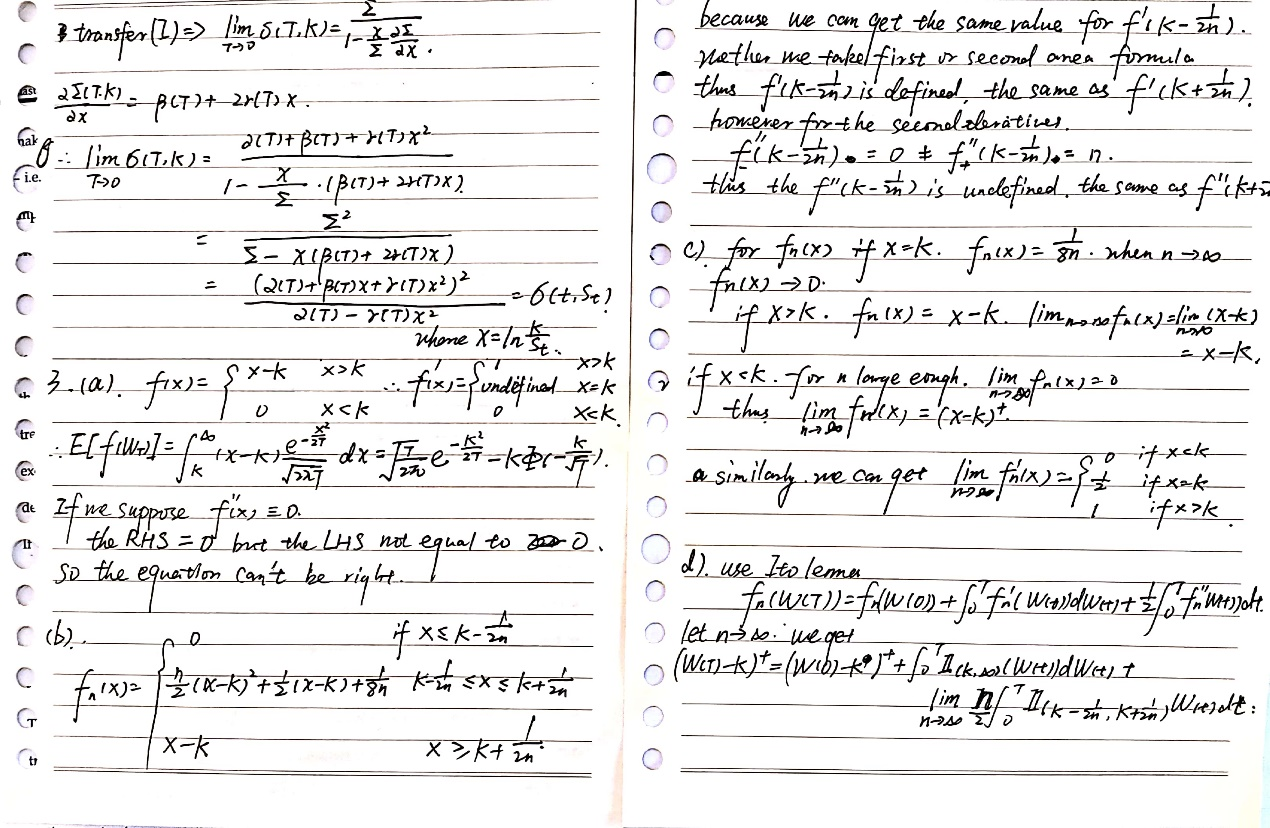 transfer (I) => lim_{T→0} δ(T,K) = Σ / (1 - x/Σ ∂Σ/∂x).
∂Σ(T,K)/∂x = β(T) + 2γ(T)x.
∴ lim_{T→0} σ(T,K) = (α(T) + β(T) + γ(T)x²) / (1 - x/Σ · (β(T) + 2γ(T)x))
= Σ² / (Σ - x(β(T) + 2γ(T)x))
= (α(T) + β(T)x + γ(T)x²)² / (α(T) - γ(T)x²) = σ(t, S_t)
where x = ln K/S_t.
3. (a). f(x) = { x-k x>k ; 0 x<k ∴ f'(x) = { 1 x>k ; undefined x=k ; 0 x<k.
∴ E[f(W_T)] = ∫_k^∞ (x-k) e^{-x²/2T} / √(2πT) dx = √(T/2π) e^{-k²/2T} - kΦ(-k/√T).
If we suppose f''(x) ≡ 0.
the RHS = 0 but the LHS not equal to 0.
So the equation can't be right.
(b).
f_n(x) = { 0 if x ≤ k - 1/2n
n/2 (x-k)² + 1/2 (x-k) + 1/8n k - 1/2n ≤ x ≤ k + 1/2n
x-k x ≥ k + 1/2n.
because we can get the same value for f'(k - 1/2n).
nether we take first or second area formula
thus f'(k - 1/2n) is defined, the same as f'(k + 1/2n).
however for the second deratives.
f''_-(k - 1/2n) = 0 ≠ f''_+(k - 1/2n) = n.
thus the f''(k - 1/2n) is undefined. the same as f''(k+
c). for f_n(x) if x = k. f_n(x) = 1/8n. when n→∞
f_n(x) → 0.
if x>k. f_n(x) = x-k. lim_{n→∞} f_n(x) = lim_{n→∞} (x-k)
= x-k,
if x<k. for n large eough. lim_{n→∞} f_n(x) = 0
thus lim_{n→∞} f_n(x) = (x-k)^+.
similarly. we can get lim_{n→∞} f_n'(x) = { 0 if x<k ; 1/2 if x=k ; 1 if x>k.
d). use Ito lemma
f_n(W(T)) = f_n(W(0)) + ∫_0^T f_n'(W(t))dW(t) + 1/2 ∫_0^T f_n''(W(t))dt.
let n→∞. we get
(W(T)-k)^+ = (W(0)-k)^+ + ∫_0^T 𝟙_{(k,∞)}(W(t))dW(t) +
lim_{n→∞} n/2 ∫_0^T 𝟙_{(k - 1/2n, k + 1/2n)} W(t)dt.